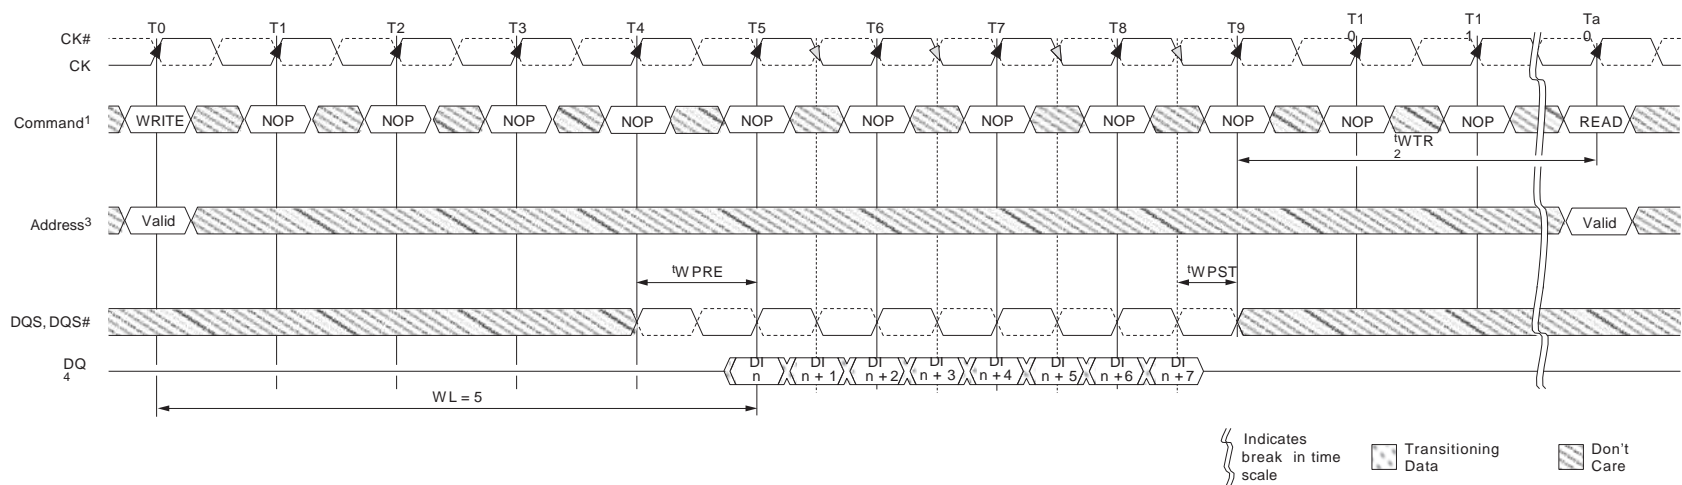 T0 T1 T2 T3 T4 T5 T6 T7 T8 T9 T1 T1 Ta
0 1 0
CK#
CK
Command1 WRITE NOP NOP NOP NOP NOP NOP NOP NOP NOP NOP NOP READ
tWTR
2
Address3 Valid Valid
tWPRE tWPST
DQS, DQS#
DQ DI DI DI DI DI DI DI DI
4 n n + 1 n + 2 n + 3 n + 4 n + 5 n + 6 n + 7
WL = 5
Indicates
break in time
scale
Transitioning
Data
Don't
Care